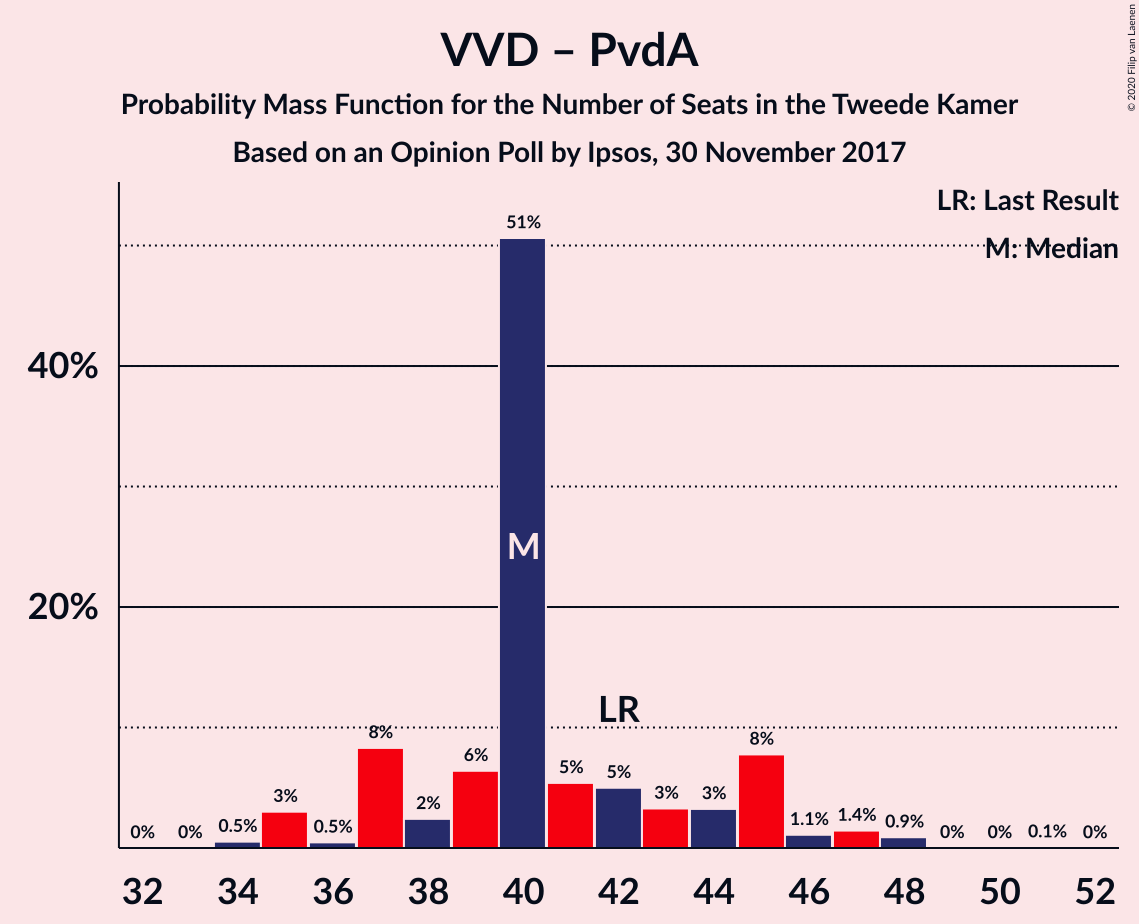 VVD – PvdA
Probability Mass Function for the Number of Seats in the Tweede Kamer
Based on an Opinion Poll by Ipsos, 30 November 2017
© 2020 Filip van Laenen
LR: Last Result
M: Median
51%
40%
M
20%
LR
0% 0% 0.5% 3% 0.5% 8% 2% 6% 5% 5% 3% 3% 8% 1.1% 1.4% 0.9% 0% 0% 0.1% 0%
32 34 36 38 40 42 44 46 48 50 52